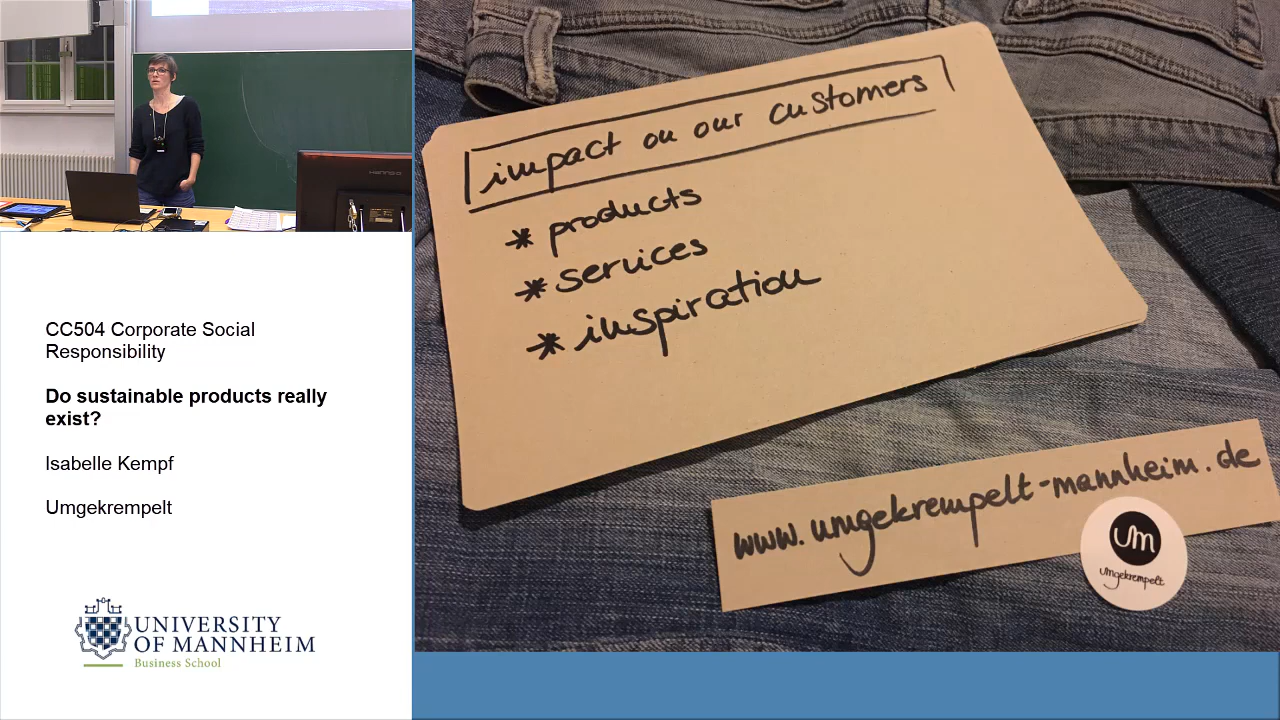 CC504 Corporate Social
Responsibility
Do sustainable products really
exist?
Isabelle Kempf
Umgekrempelt
UNIVERSITY
OF MANNHEIM
Business School
impact on our customers
* products
* services
* inspiration
www.umgekrempelt-mannheim.de
um
umgekrempelt